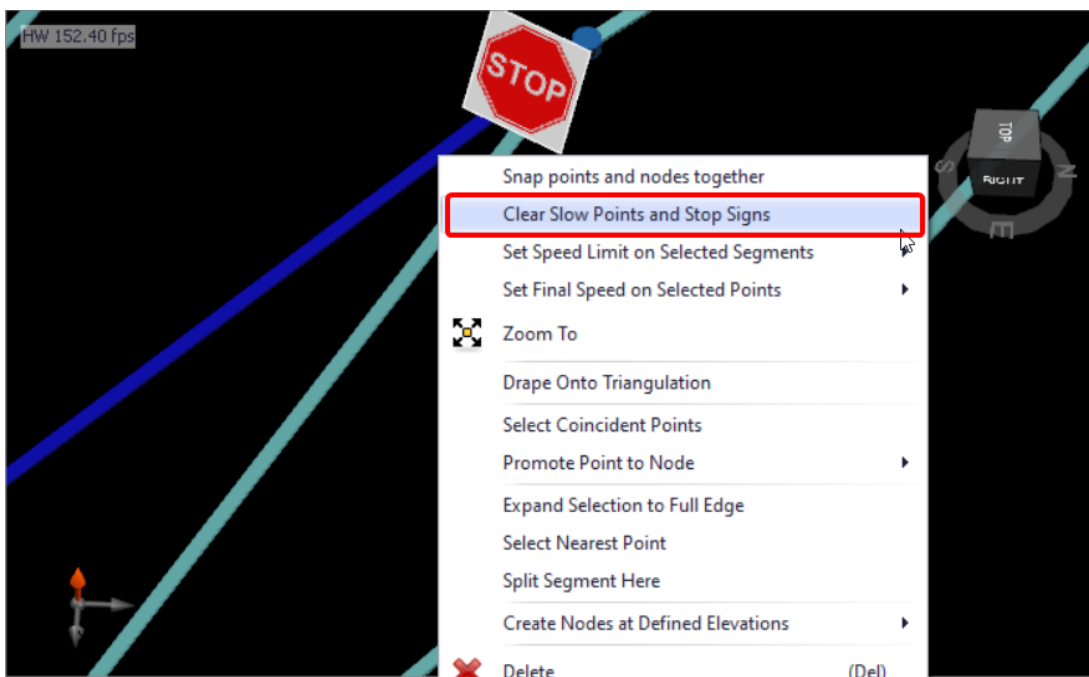 HW 152.40 fps
STOP
TOP
RIGHT
S
N
E
Snap points and nodes together
Clear Slow Points and Stop Signs
Set Speed Limit on Selected Segments
Set Final Speed on Selected Points
Zoom To
Drape Onto Triangulation
Select Coincident Points
Promote Point to Node
Expand Selection to Full Edge
Select Nearest Point
Split Segment Here
Create Nodes at Defined Elevations
Delete (Del)